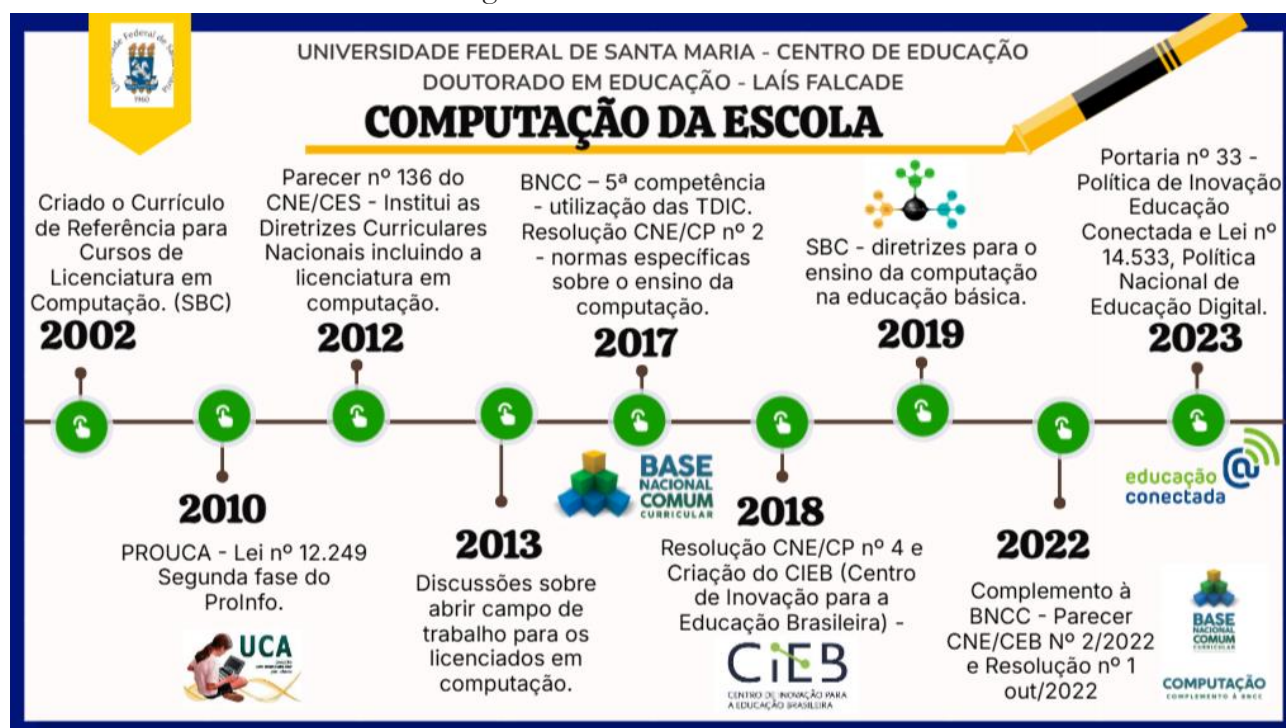 UNIVERSIDADE FEDERAL DE SANTA MARIA - CENTRO DE EDUCAÇÃO
DOUTORADO EM EDUCAÇÃO - LAÍS FALCADE
COMPUTAÇÃO DA ESCOLA
1960
Criado o Currículo
de Referência para
Cursos de
Licenciatura em
Computação. (SBC)
2002
PROUCA - Lei nº 12.249
Segunda fase do
ProInfo.
2010
UCA
Parecer nº 136 do
CNE/CES - Institui as
Diretrizes Curriculares
Nacionais incluindo a
licenciatura em
computação.
2012
2013
Discussões sobre
abrir campo de
trabalho para os
licenciados em
computação.
BNCC – 5ª competência
- utilização das TDIC.
Resolução CNE/CP nº 2
- normas específicas
sobre o ensino da
computação.
2017
BASE
NACIONAL
COMUM
CURRICULAR
2018
Resolução CNE/CP nº 4 e
Criação do CIEB (Centro
de Inovação para a
Educação Brasileira) -
CiEB
CENTRO DE INOVAÇÃO PARA
A EDUCAÇÃO BRASILEIRA
SBC - diretrizes para o
ensino da computação
na educação básica.
2019
2022
Complemento à
BNCC - Parecer
CNE/CEB Nº 2/2022
e Resolução nº 1
out/2022
BASE
NACIONAL
COMUM
CURRICULAR
COMPUTAÇÃO
COMPLEMENTO À BNCC
Portaria nº 33 -
Política de Inovação
Educação
Conectada e Lei nº
14.533, Política
Nacional de
Educação Digital.
2023
educação
conectada